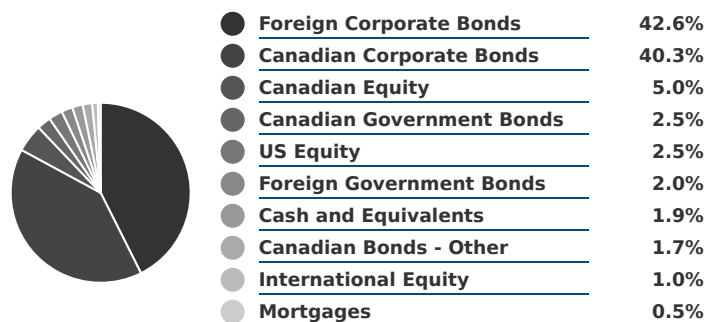 Foreign Corporate Bonds 42.6%
Canadian Corporate Bonds 40.3%
Canadian Equity 5.0%
Canadian Government Bonds 2.5%
US Equity 2.5%
Foreign Government Bonds 2.0%
Cash and Equivalents 1.9%
Canadian Bonds - Other 1.7%
International Equity 1.0%
Mortgages 0.5%